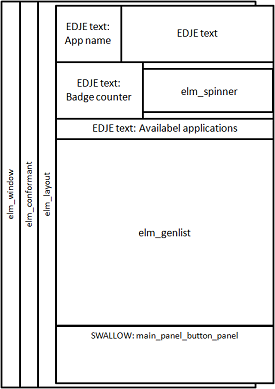 EDJE text:
App name
EDJE text
EDJE text:
Badge counter
elm_spinner
EDJE text: Availabel applications
elm_window
elm_conformant
elm_layout
elm_genlist
SWALLOW: main_panel_button_panel